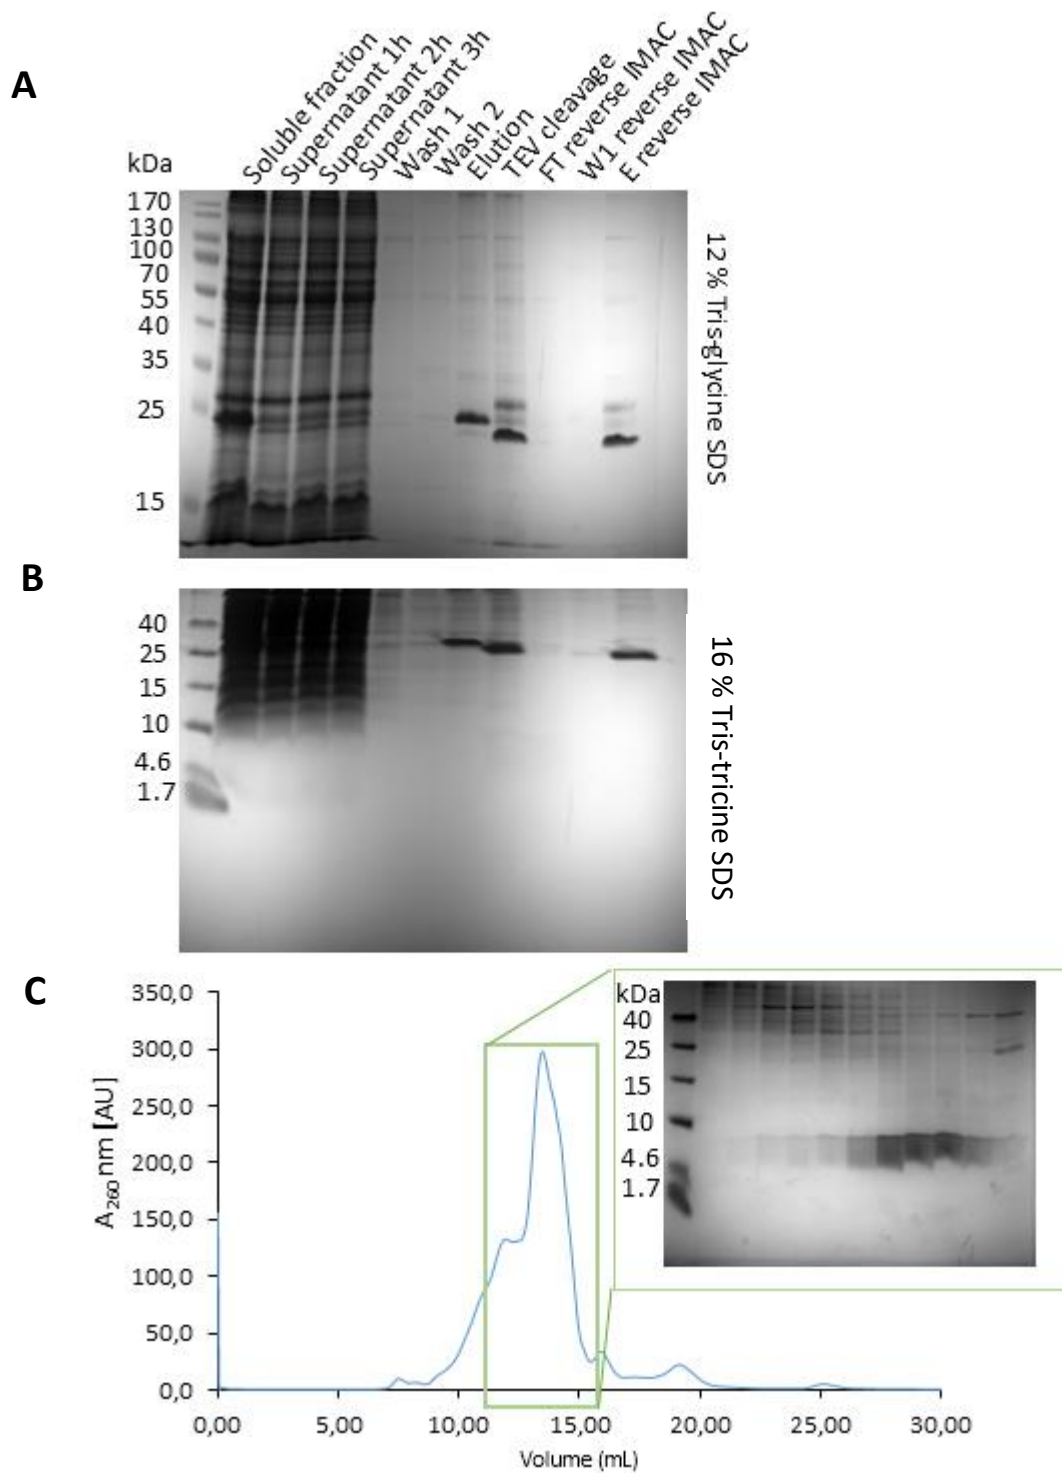 A
Soluble fraction
Supernatant 1h
Supernatant 2h
Supernatant 3h
Wash 1
Wash 2
Elution
TEV cleavage
FT reverse IMAC
W1 reverse IMAC
E reverse IMAC
kDa
170
130
100
70
55
40
35
25
15
12 % Tris-glycine SDS
B
40
25
15
10
4.6
1.7
16 % Tris-tricine SDS
C
350,0
300,0
250,0
200,0
150,0
100,0
50,0
0,0
A260 nm [AU]
0,00 5,00 10,00 15,00 20,00 25,00 30,00
Volume (mL)
kDa
40
25
15
10
4.6
1.7